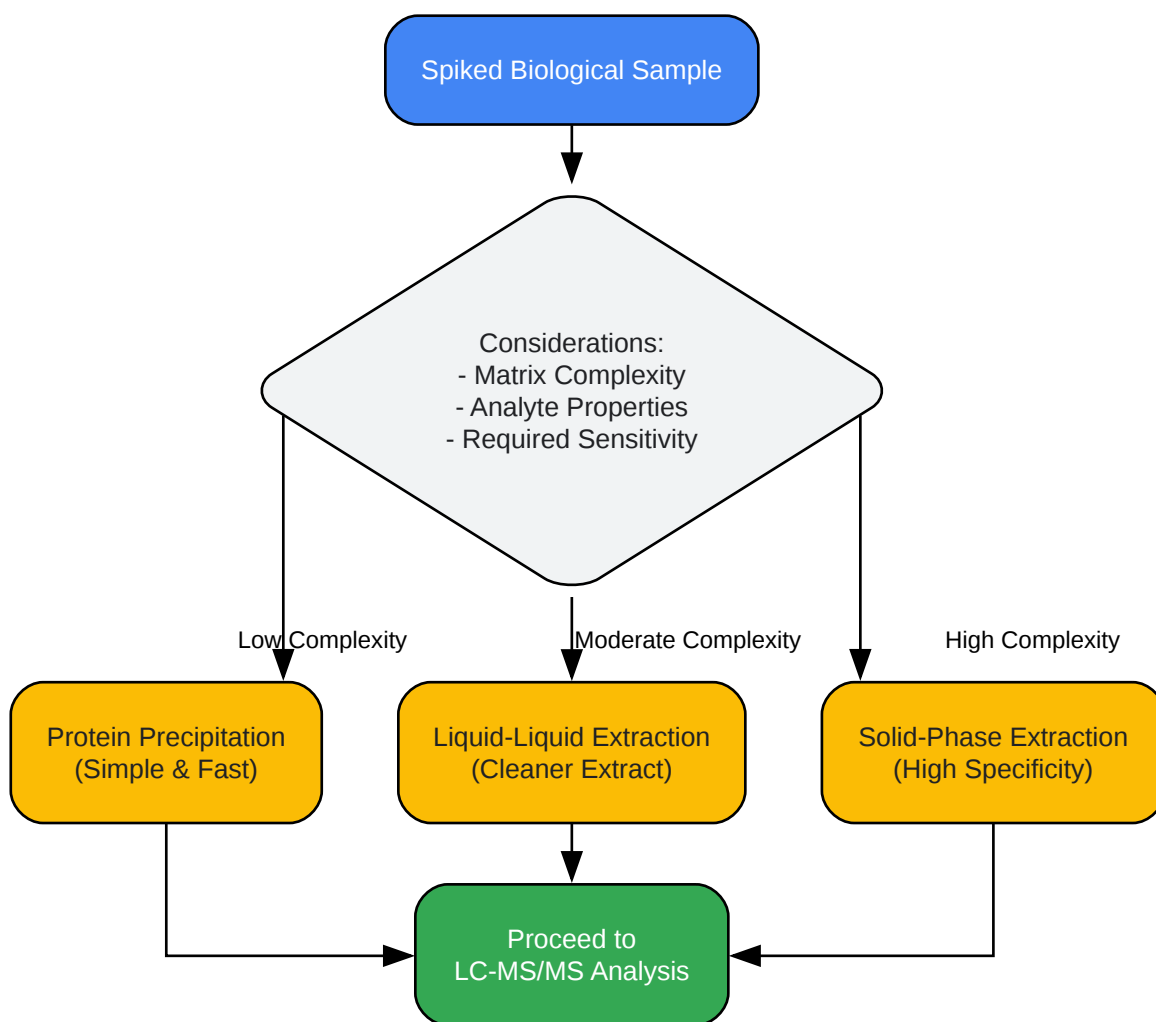 Spiked Biological Sample
Considerations:
- Matrix Complexity
- Analyte Properties
- Required Sensitivity
Low Complexity
Moderate Complexity
High Complexity
Protein Precipitation
(Simple & Fast)
Liquid-Liquid Extraction
(Cleaner Extract)
Solid-Phase Extraction
(High Specificity)
Proceed to
LC-MS/MS Analysis